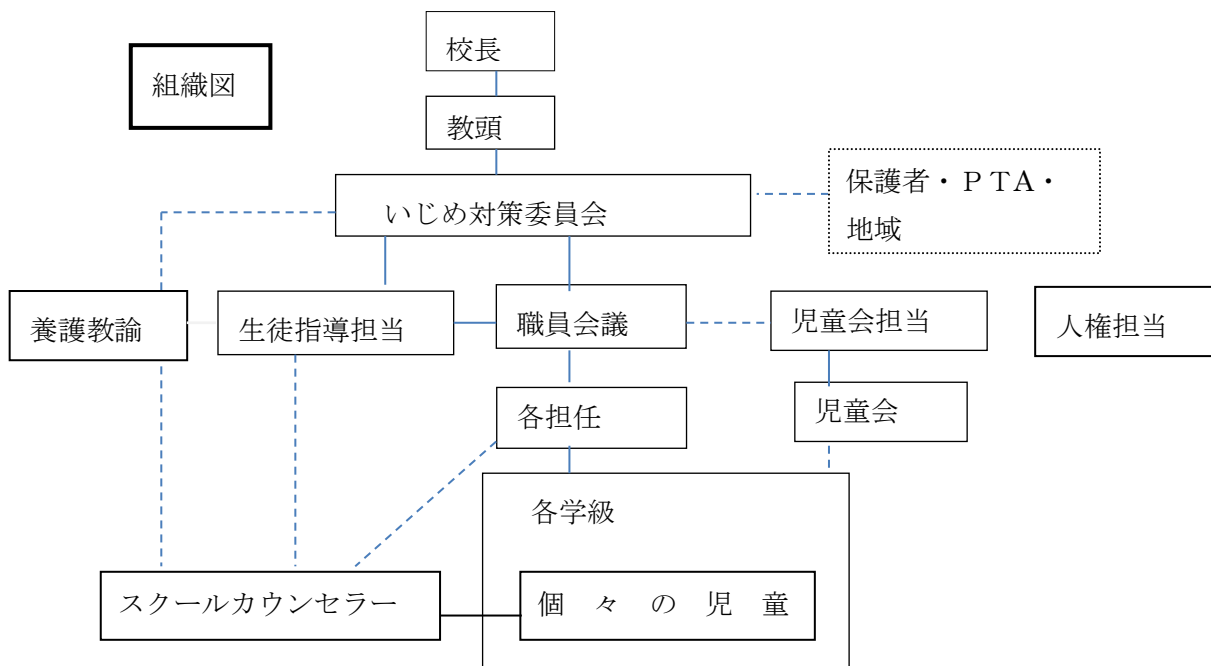 校長
組織図
教頭
保護者・ＰＴA・
地域
いじめ対策委員会
養護教諭
生徒指導担当
職員会議
児童会担当
人権担当
各担任
児童会
各学級
スクールカウンセラー
個　々　の　児　童